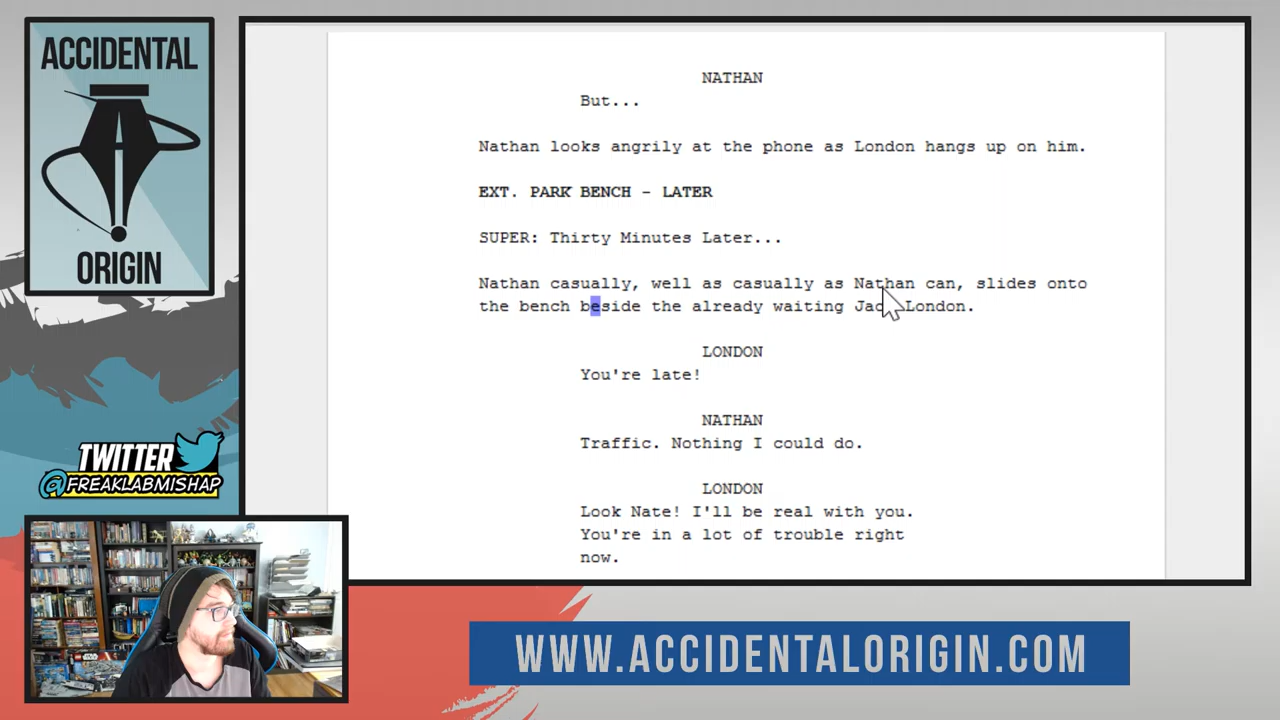 ACCIDENTAL
ORIGIN
NATHAN
But...
Nathan looks angrily at the phone as London hangs up on him.
EXT. PARK BENCH - LATER
SUPER: Thirty Minutes Later...
Nathan casually, well as casually as Nathan can, slides onto
the bench beside the already waiting Jack London.
LONDON
You're late!
NATHAN
Traffic. Nothing I could do.
LONDON
Look Nate! I'll be real with you.
You're in a lot of trouble right
now.
TWITTER
@FREAKLABMISHAP
WWW.ACCIDENTALORIGIN.COM